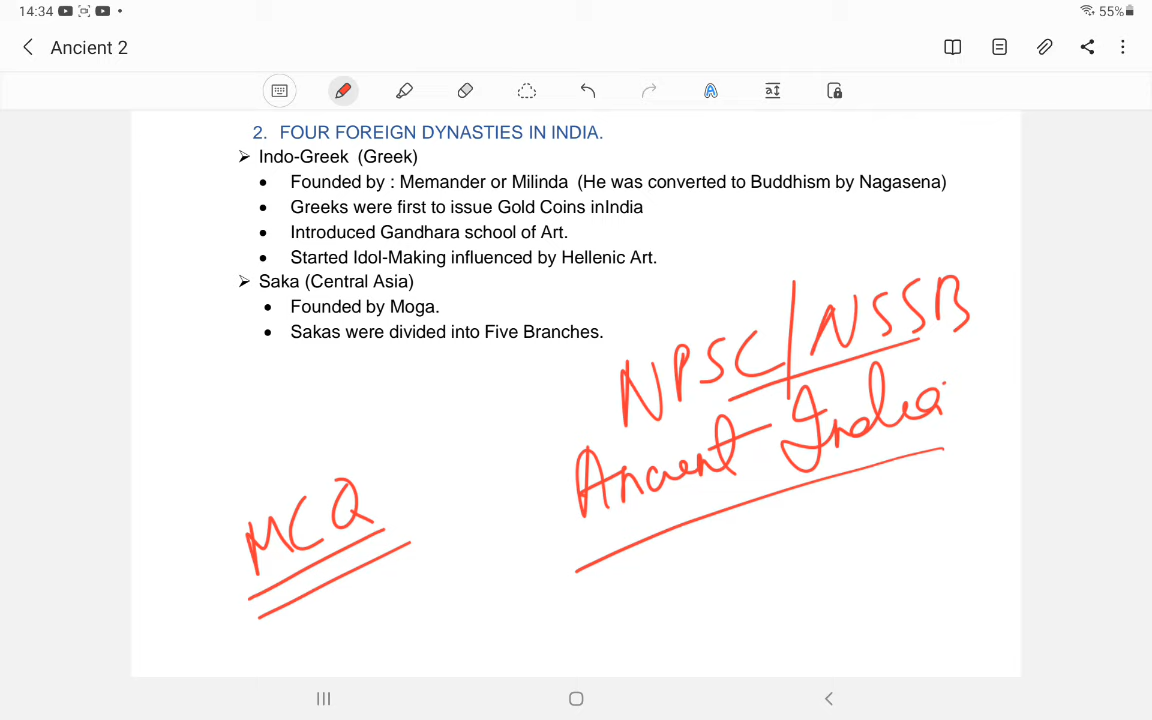 14:34
55%
Ancient 2
2. FOUR FOREIGN DYNASTIES IN INDIA.
➢ Indo-Greek (Greek)
• Founded by : Memander or Milinda (He was converted to Buddhism by Nagasena)
• Greeks were first to issue Gold Coins inIndia
• Introduced Gandhara school of Art.
• Started Idol-Making influenced by Hellenic Art.
➢ Saka (Central Asia)
• Founded by Moga.
• Sakas were divided into Five Branches.
NPSC/NSSB
Ancient India
MCQ